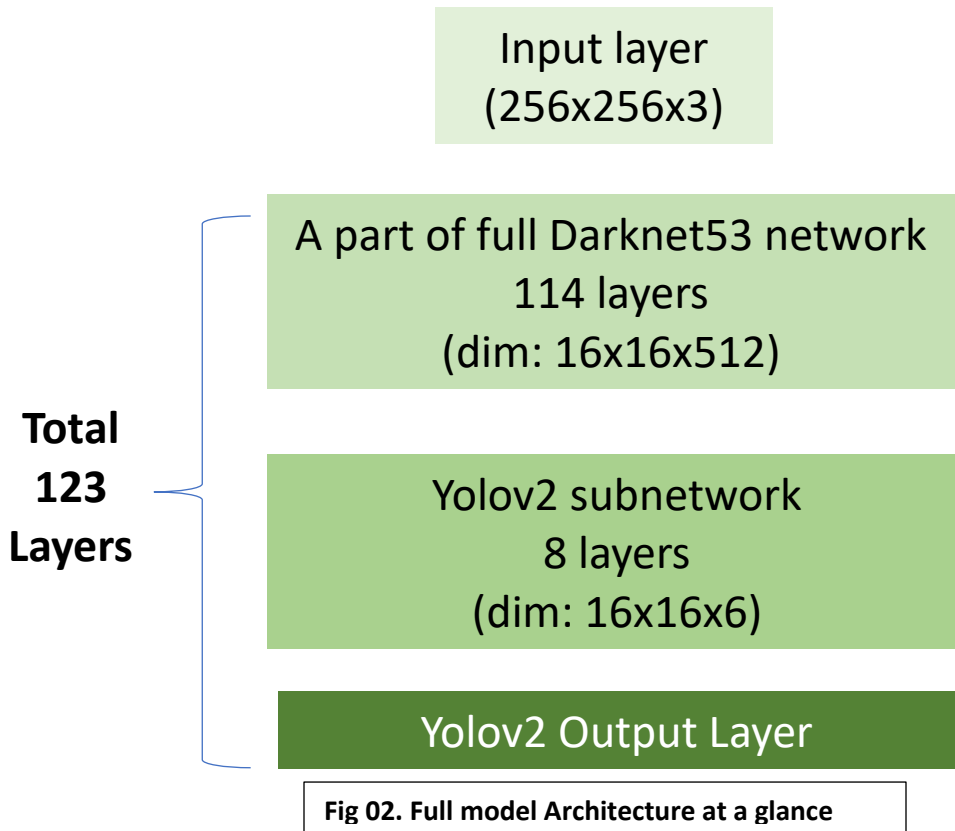 Input layer
(256x256x3)
A part of full Darknet53 network
114 layers
(dim: 16x16x512)
Total
123
Layers
Yolov2 subnetwork
8 layers
(dim: 16x16x6)
Yolov2 Output Layer
Fig 02. Full model Architecture at a glance